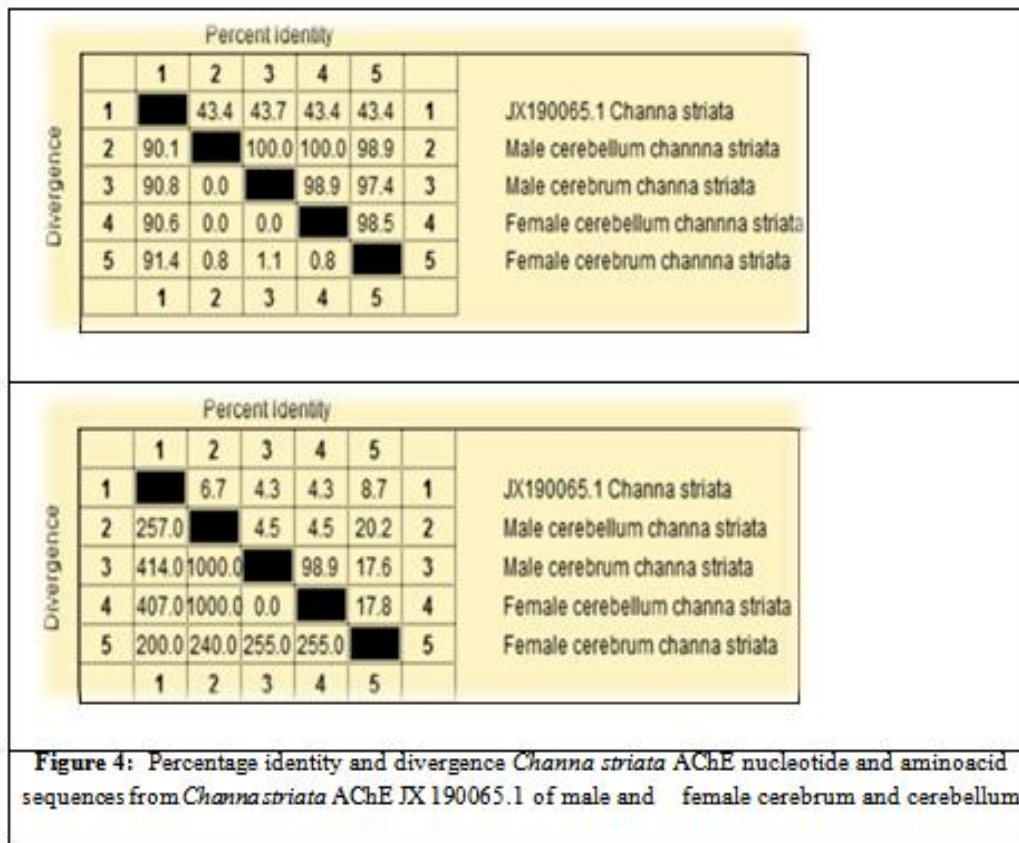 Percent Identity
1 2 3 4 5
1 43.4 43.7 43.4 43.4 1 JX190065.1 Channa striata
2 90.1 100.0 100.0 98.9 2 Male cerebellum channna striata
3 90.8 0.0 98.9 97.4 3 Male cerebrum channa striata
4 90.6 0.0 0.0 98.5 4 Female cerebellum channna striata
5 91.4 0.8 1.1 0.8 5 Female cerebrum channna striata
1 2 3 4 5
Divergence
Percent Identity
1 2 3 4 5
1 6.7 4.3 4.3 8.7 1 JX190065.1 Channa striata
2 257.0 4.5 4.5 20.2 2 Male cerebellum channa striata
3 414.0 1000.0 98.9 17.6 3 Male cerebrum channa striata
4 407.0 1000.0 0.0 17.8 4 Female cerebellum channa striata
5 200.0 240.0 255.0 255.0 5 Female cerebrum channa striata
1 2 3 4 5
Divergence
Figure 4: Percentage identity and divergence Channa striata AChE nucleotide and aminoacid
sequences from Channa striata AChE JX 190065.1 of male and female cerebrum and cerebellum